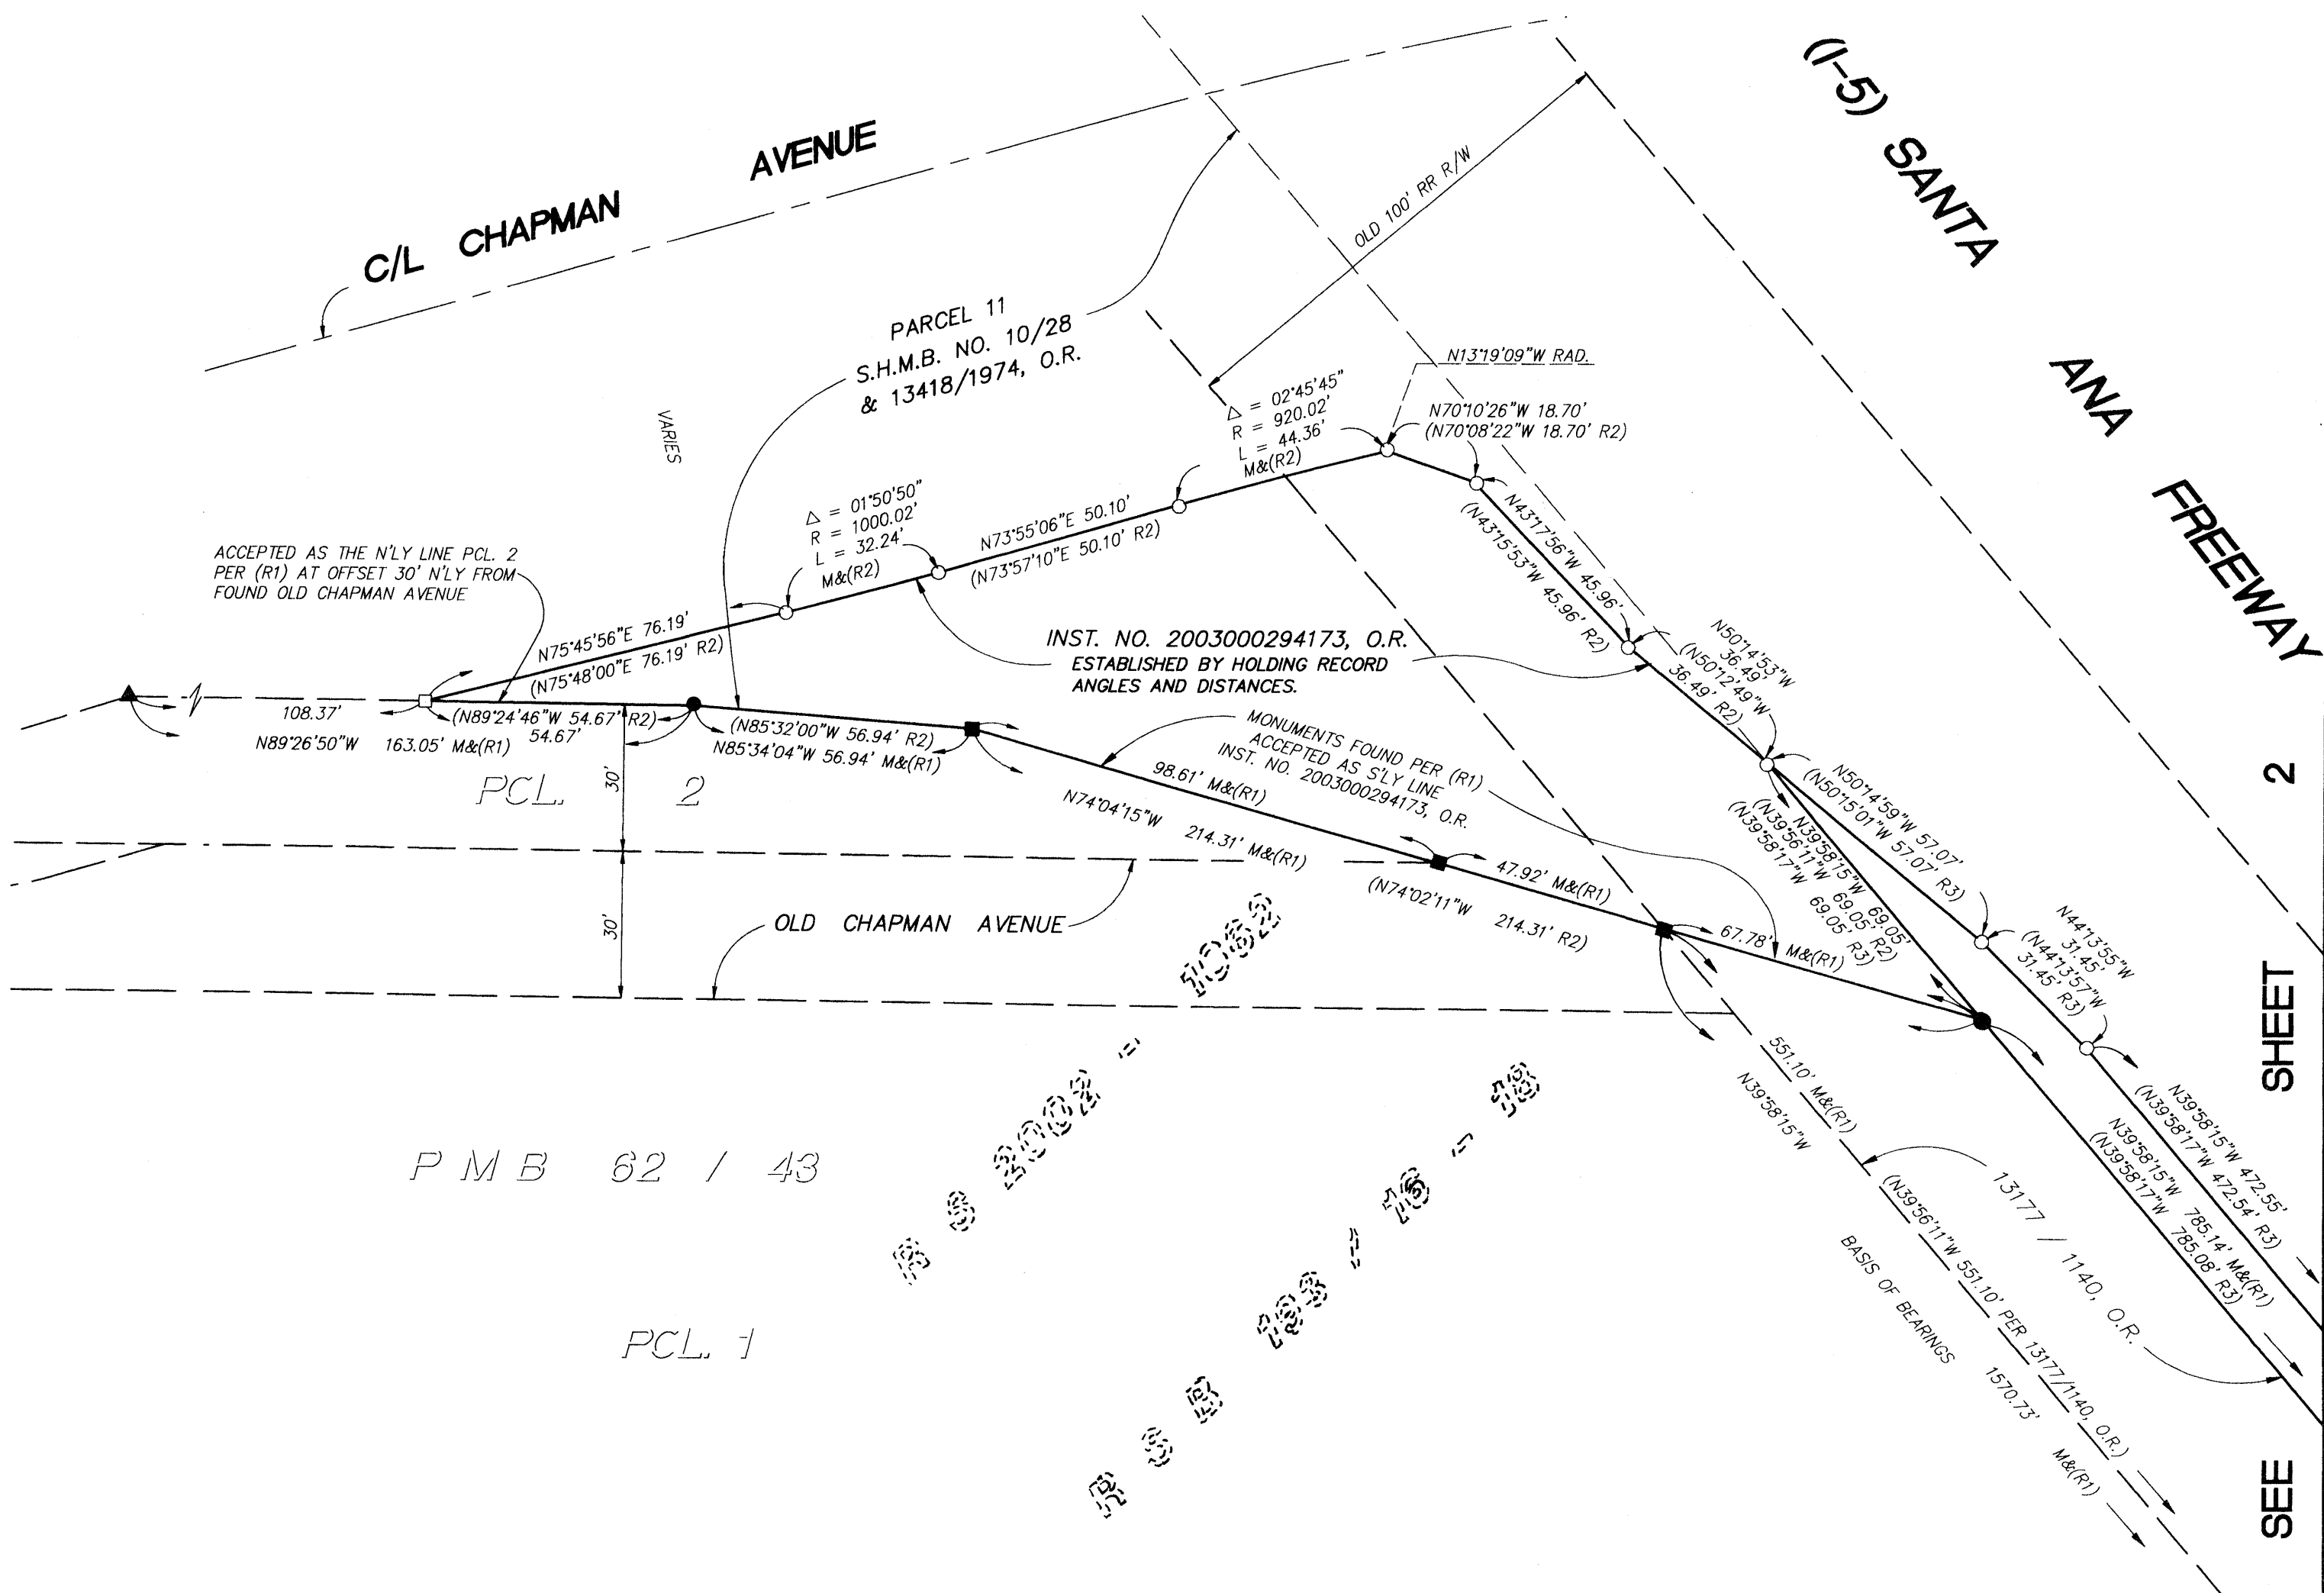 (I-5) SANTA
ANA
FREEWAY
C/L CHAPMAN AVENUE
OLD 100' RR R/W
PARCEL 11
S.H.M.B. NO. 10/28
& 13418/1974, O.R.
VARIES
N13°19'09"W RAD.
Δ = 02°45'45"
R = 920.02'
L = 44.36'
M&(R2)
N70°10'26"W 18.70'
(N70°08'22"W 18.70' R2)
Δ = 01°50'50"
R = 1000.02'
L = 32.24'
M&(R2)
N73°55'06"E 50.10'
(N73°57'10"E 50.10' R2)
N43°17'56"W 45.96'
(N43°15'53"W 45.96' R2)
ACCEPTED AS THE N'LY LINE PCL. 2
PER (R1) AT OFFSET 30' N'LY FROM
FOUND OLD CHAPMAN AVENUE
N75°45'56"E 76.19'
(N75°48'00"E 76.19' R2)
INST. NO. 2003000294173, O.R.
ESTABLISHED BY HOLDING RECORD
ANGLES AND DISTANCES.
N50°14'53"W
36.49'
(N50°12'49"W
36.49' R2)
108.37'
(N89°24'46"W 54.67' R2)
54.67'
N89°26'50"W 163.05' M&(R1)
(N85°32'00"W 56.94' R2)
N85°34'04"W 56.94' M&(R1)
MONUMENTS FOUND PER (R1)
ACCEPTED AS S'LY LINE
INST. NO. 2003000294173, O.R.
98.61' M&(R1)
N74°04'15"W 214.31' M&(R1)
(N74°02'11"W 214.31' R2)
47.92' M&(R1)
67.78' M&(R1)
N50°14'59"W 57.07'
(N50°15'01"W 57.07' R3)
N39°58'15"W 69.05'
(N39°56'11"W 69.05' R2)
(N39°58'17"W 69.05' R3)
N44°13'55"W
31.45'
(N44°13'57"W
31.45' R3)
PCL. 2
30'
30'
OLD CHAPMAN AVENUE
RS 2002 - 1062
RSB 193 / 16 - 18
PMB 62 / 43
PCL. 1
551.10' M&(R1)
N39°58'15"W
(N39°56'11"W 551.10' PER 13177/1140, O.R.)
BASIS OF BEARINGS 1570.73' M&(R1)
13177 / 1140, O.R.
N39°58'15"W 472.55'
(N39°58'17"W 472.54' R3)
N39°58'15"W 785.14' M&(R1)
(N39°58'17"W 785.08' R3)
SEE SHEET 2